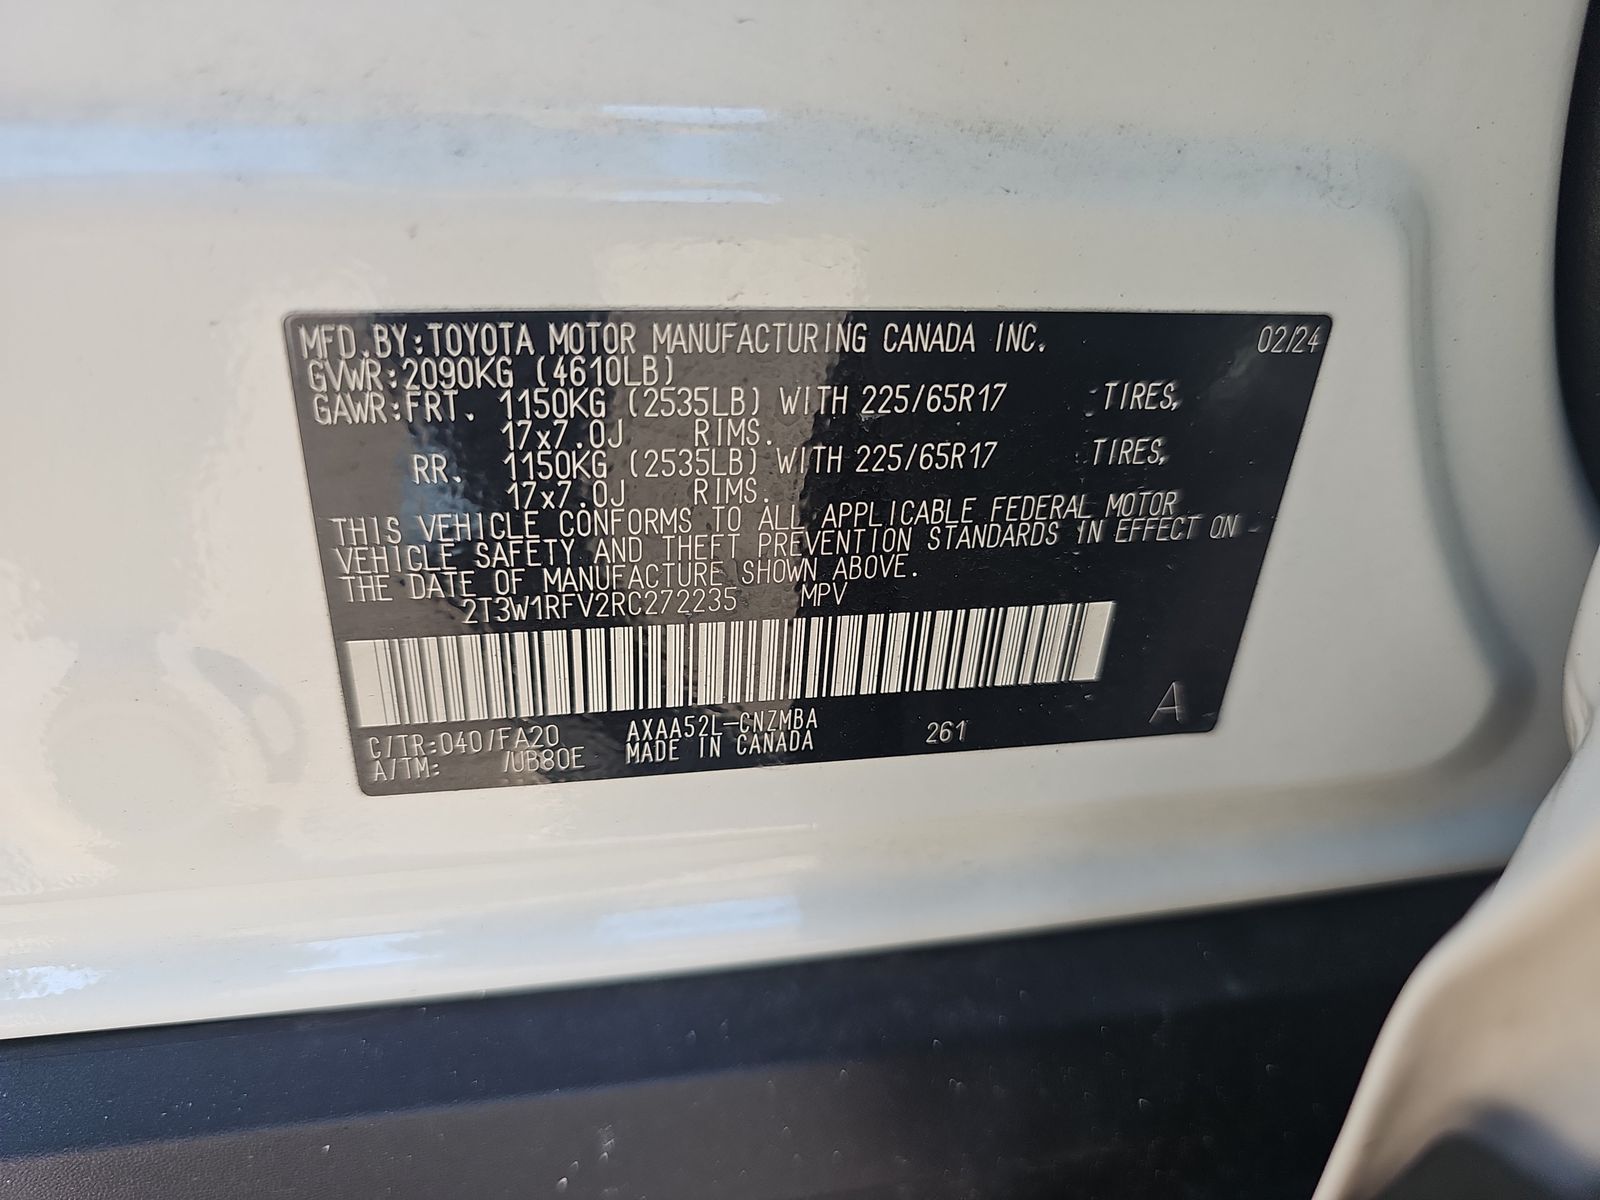 MFD.BY:TOYOTA MOTOR MANUFACTURING CANADA INC. 02/24
GVWR:2090KG (4610LB)
GAWR:FRT. 1150KG (2535LB) WITH 225/65R17 TIRES,
17x7.0J RIMS.
RR. 1150KG (2535LB) WITH 225/65R17 TIRES,
17x7.0J RIMS.
THIS VEHICLE CONFORMS TO ALL APPLICABLE FEDERAL MOTOR
VEHICLE SAFETY AND THEFT PREVENTION STANDARDS IN EFFECT ON
THE DATE OF MANUFACTURE SHOWN ABOVE.
2T3W1RFV2RC272235 MPV
C/TR:040/FA20 AXAA52L-CNZMBA 261 A
A/TM: /UB80E MADE IN CANADA